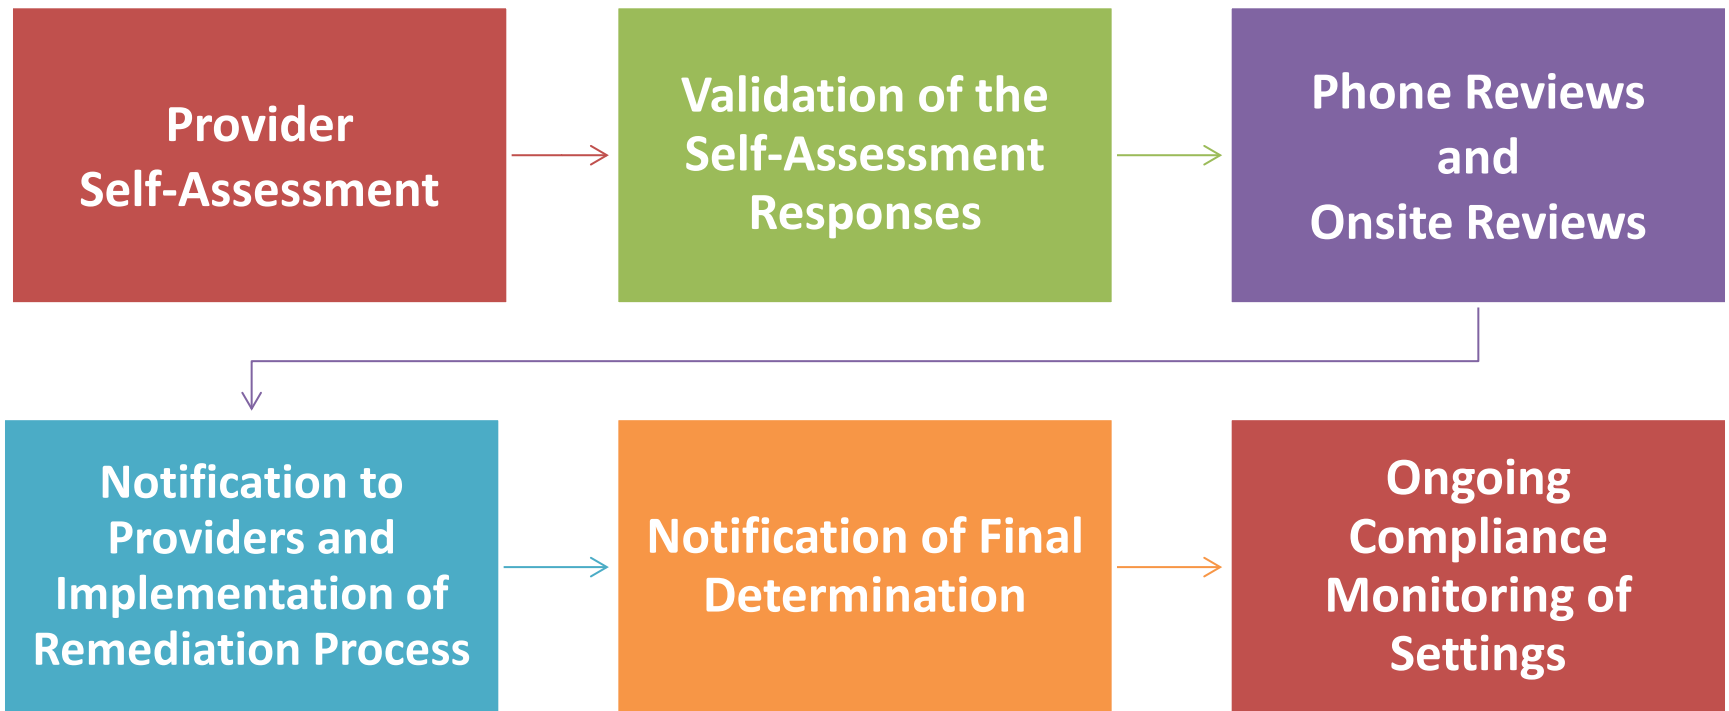 Provider
Self-Assessment
Validation of the
Self-Assessment
Responses
Phone Reviews
and
Onsite Reviews
Notification to
Providers and
Implementation of
Remediation Process
Notification of Final
Determination
Ongoing
Compliance
Monitoring of
Settings